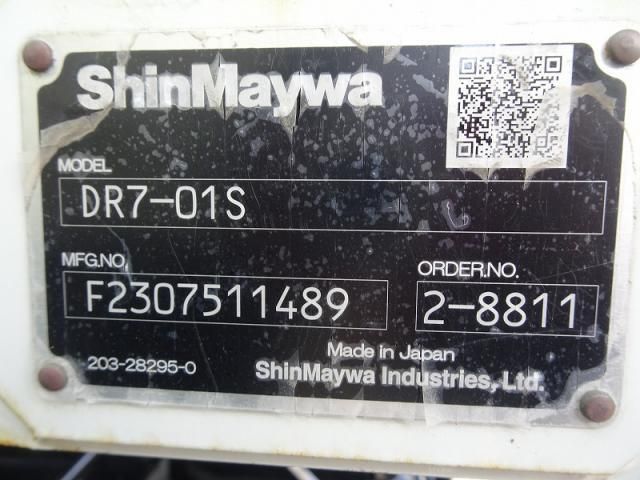 ShinMaywa
MODEL
DR7-01S
MFG.NO.
F2307511489
ORDER.NO.
2-8811
203-28295-0
Made in Japan
ShinMaywa Industries, Ltd.